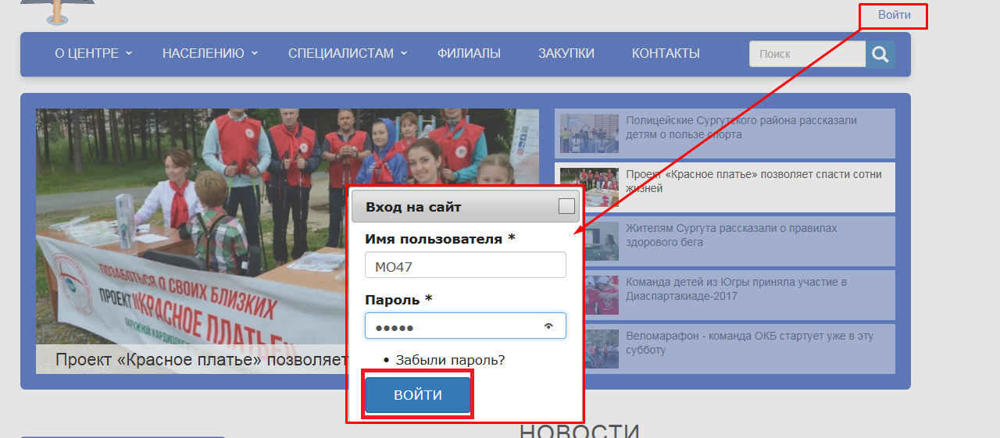 Войти
О ЦЕНТРЕ
НАСЕЛЕНИЮ
СПЕЦИАЛИСТАМ
ФИЛИАЛЫ
ЗАКУПКИ
КОНТАКТЫ
Поиск
Полицейские Сургутского района рассказали
детям о пользе спорта
Проект «Красное платье» позволяет спасти сотни
жизней
Жителям Сургута рассказали о правилах
здорового бега
Команда детей из Югры приняла участие в
Диаспартакиаде-2017
Веломарафон - команда ОКБ стартует уже в эту
субботу
ПОЗАБОТЬСЯ О СВОИХ БЛИЗКИХ
ПРОЕКТ «КРАСНОЕ ПЛАТЬЕ»
Проект «Красное платье» позволяет
Вход на сайт
Имя пользователя *
МО47
Пароль *
●●●●●
• Забыли пароль?
ВОЙТИ
НОВОСТИ